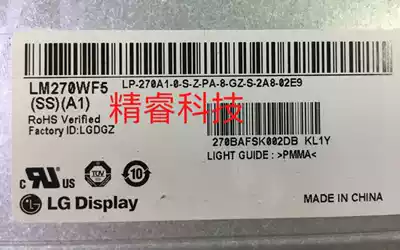 LM270WF5
(SS)(A1)
LP-270A1-0-S-Z-PA-8-GZ-S-2A8-02E9
RoHS Verified
Factory ID:LGDGZ
精睿科技
270BAFSK002DB KL1Y
LIGHT GUIDE : >PMMA<
LG Display
MADE IN CHINA